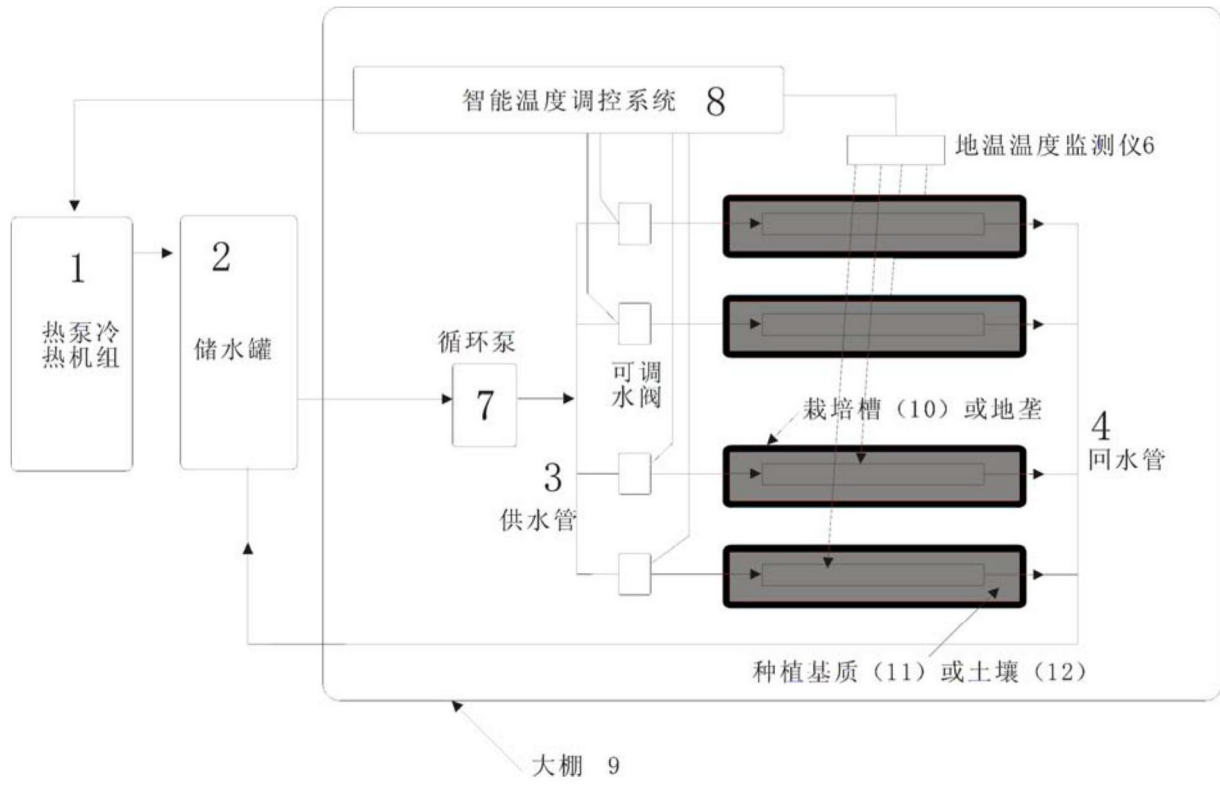 智能温度调控系统 8
地温温度监测仪6
1
热泵冷
热机组
2
储水罐
循环泵
7
可调
水阀
栽培槽（10）或地垄
3
供水管
4
回水管
种植基质（11）或土壤（12）
大棚 9